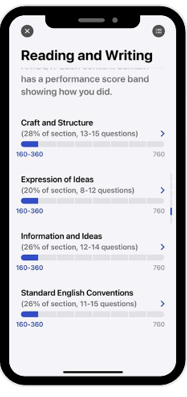 Reading and Writing
has a performance score band
showing how you did.
Craft and Structure
(28% of section, 13-15 questions)
160-360 760
Expression of Ideas
(20% of section, 8-12 questions)
160-360 760
Information and Ideas
(26% of section, 12-14 questions)
160-360 760
Standard English Conventions
(26% of section, 11-15 questions)
160-360 760